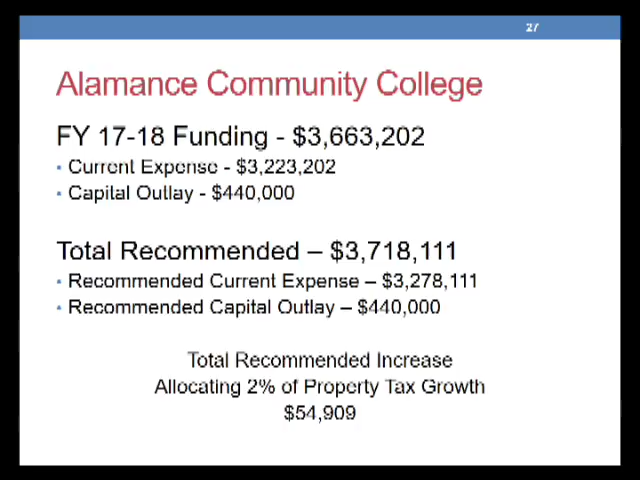 27
Alamance Community College
FY 17-18 Funding - $3,663,202
• Current Expense - $3,223,202
• Capital Outlay - $440,000
Total Recommended – $3,718,111
• Recommended Current Expense – $3,278,111
• Recommended Capital Outlay – $440,000
Total Recommended Increase
Allocating 2% of Property Tax Growth
$54,909